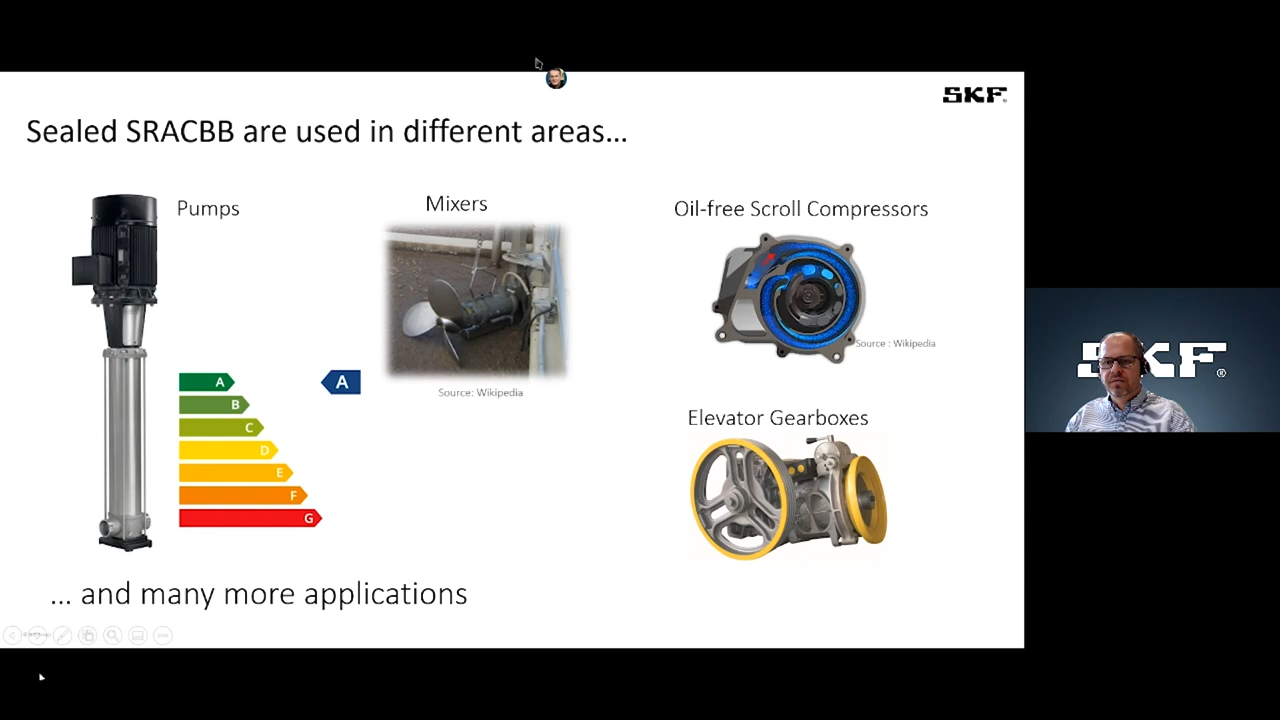 SKF®
Sealed SRACBB are used in different areas...
Pumps
Mixers
Oil-free Scroll Compressors
Source : Wikipedia
Source: Wikipedia
A
A
B
C
D
E
F
G
Elevator Gearboxes
... and many more applications
SKF®